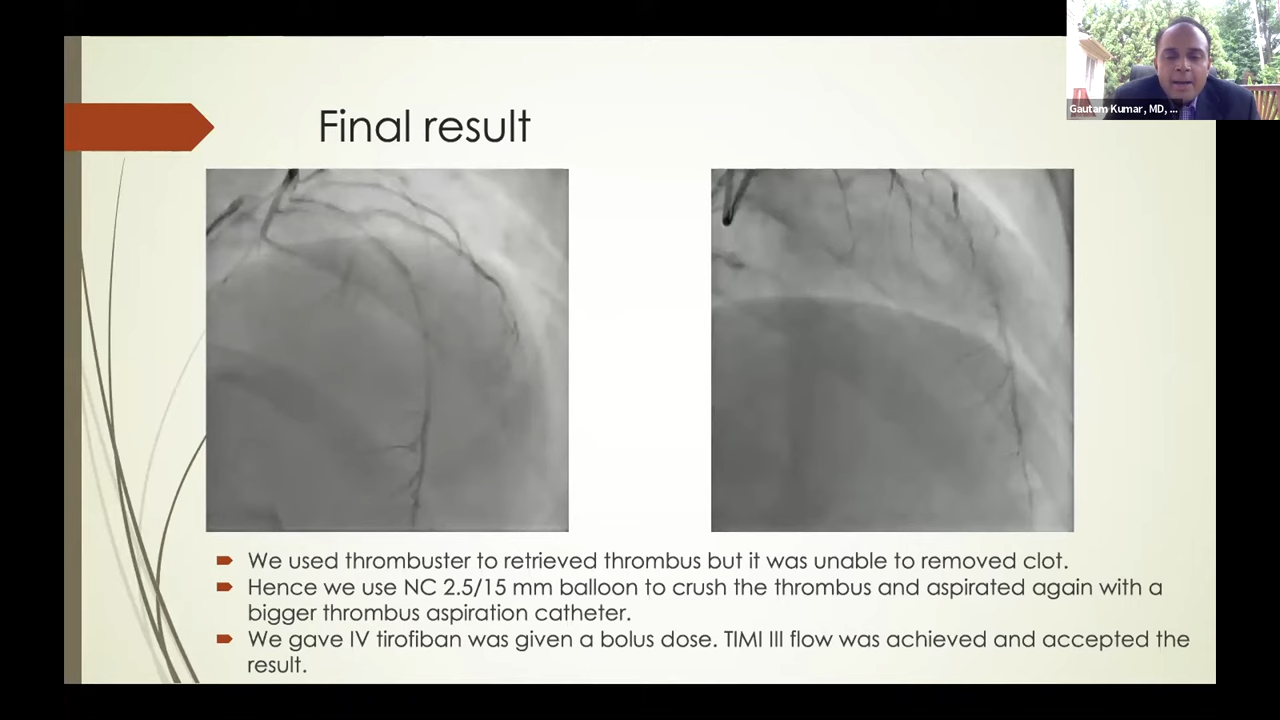 Gautam Kumar, MD, ...
Final result
We used thrombuster to retrieved thrombus but it was unable to removed clot.
Hence we use NC 2.5/15 mm balloon to crush the thrombus and aspirated again with a
bigger thrombus aspiration catheter.
We gave IV tirofiban was given a bolus dose. TIMI III flow was achieved and accepted the
result.